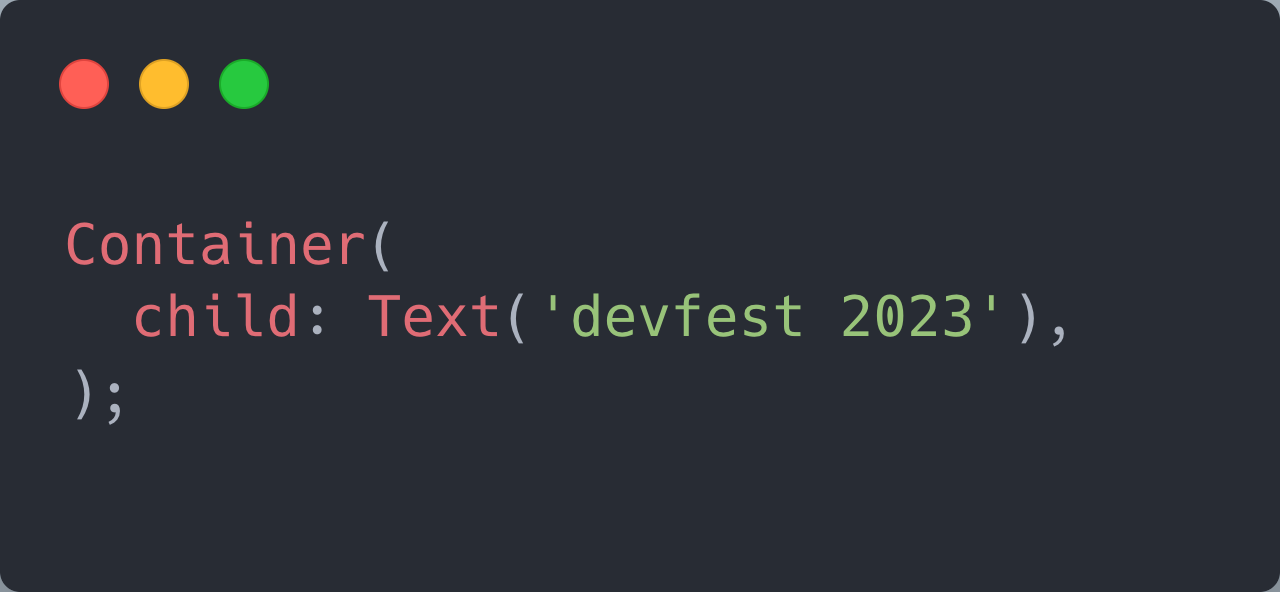 Container(
  child: Text('devfest 2023'),
);